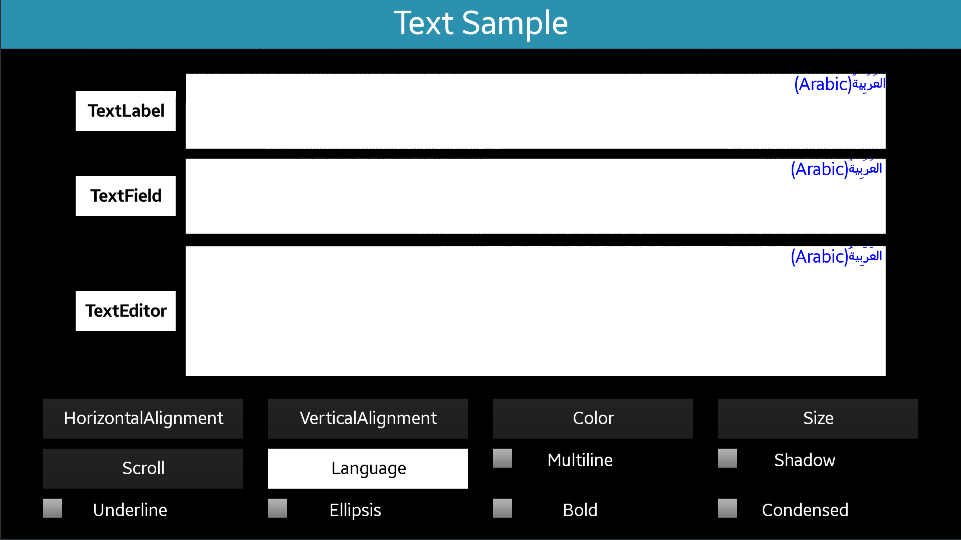 Text Sample
TextLabel
العربية(Arabic)
TextField
العربية(Arabic)
TextEditor
العربية(Arabic)
HorizontalAlignment VerticalAlignment Color Size
Scroll Language Multiline Shadow
Underline Ellipsis Bold Condensed